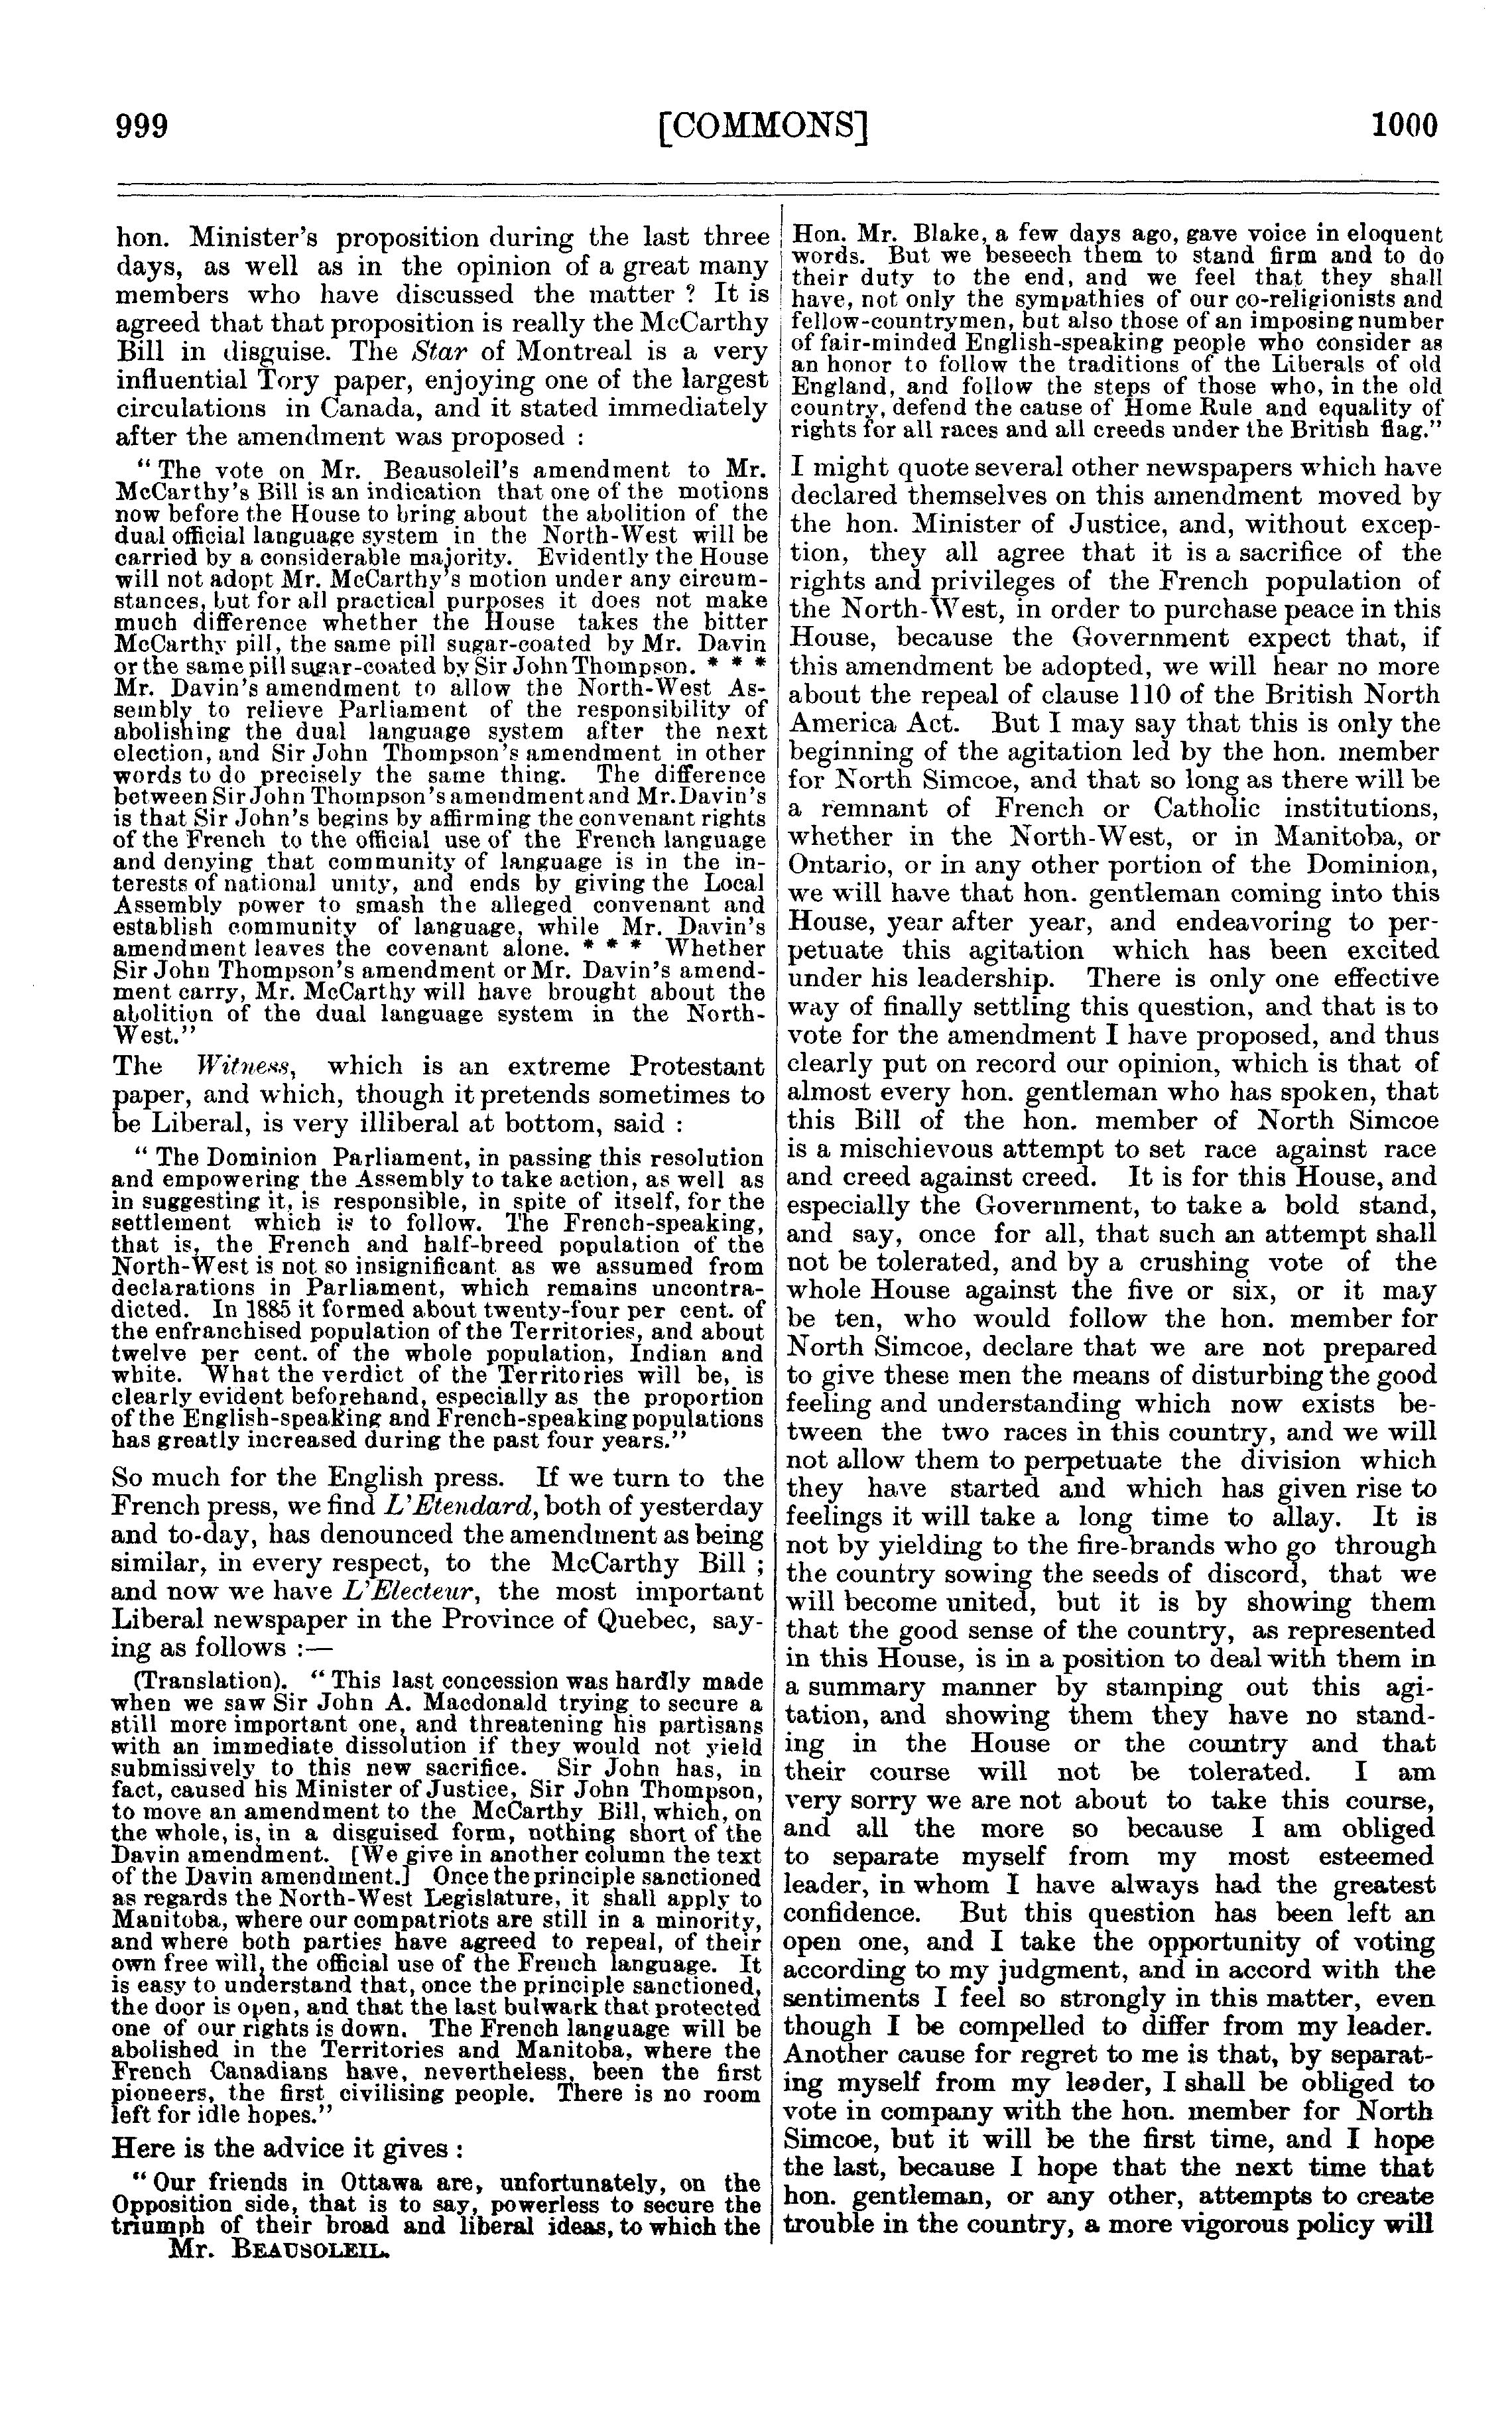 999
[COMMONS]
1000
hon. Minister's proposition during the last three
days, as well as in the opinion of a great many
members who have discussed the matter ? It is
agreed that that proposition is really the McCarthy
Bill in disguise. The Star of Montreal is a very
influential Tory paper, enjoying one of the largest
circulations in Canada, and it stated immediately
after the amendment was proposed :
" The vote on Mr. Beausoleil's amendment to Mr.
McCarthy's Bill is an indication that one of the motions
now before the House to bring about the abolition of the
dual official language system in the North-West will be
carried by a considerable majority. Evidently the House
will not adopt Mr. McCarthy's motion under any circum-
stances, but for all practical purposes it does not make
much difference whether the House takes the bitter
McCarthy pill, the same pill sugar-coated by Mr. Davin
or the same pill sugar-coated by Sir John Thompson. * * *
Mr. Davin's amendment to allow the North-West As-
sembly to relieve Parliament of the responsibility of
abolishing the dual language system after the next
election, and Sir John Thompson's amendment in other
words to do precisely the same thing. The difference
between Sir John Thompson's amendment and Mr. Davin's
is that Sir John's begins by affirming the convenant rights
of the French to the official use of the French language
and denying that community of language is in the in-
terests of national unity, and ends by giving the Local
Assembly power to smash the alleged convenant and
establish community of language, while Mr. Davin's
amendment leaves the covenant alone. * * * Whether
Sir John Thompson's amendment or Mr. Davin's amend-
ment carry, Mr. McCarthy will have brought about the
abolition of the dual language system in the North-
West."
The Witness, which is an extreme Protestant
paper, and which, though it pretends sometimes to
be Liberal, is very illiberal at bottom, said :
" The Dominion Parliament, in passing this resolution
and empowering the Assembly to take action, as well as
in suggesting it, is responsible, in spite of itself, for the
settlement which is to follow. The French-speaking,
that is, the French and half-breed population of the
North-West is not so insignificant as we assumed from
declarations in Parliament, which remains uncontra-
dicted. In 1885 it formed about twenty-four per cent. of
the enfranchised population of the Territories, and about
twelve per cent. of the whole population, Indian and
white. What the verdict of the Territories will be, is
clearly evident beforehand, especially as the proportion
of the English-speaking and French-speaking populations
has greatly increased during the past four years."
So much for the English press. If we turn to the
French press, we find L'Etendard, both of yesterday
and to-day, has denounced the amendment as being
similar, in every respect, to the McCarthy Bill ;
and now we have L'Electeur, the most important
Liberal newspaper in the Province of Quebec, say-
ing as follows :—
(Translation). " This last concession was hardly made
when we saw Sir John A. Macdonald trying to secure a
still more important one, and threatening his partisans
with an immediate dissolution if they would not yield
submissively to this new sacrifice. Sir John has, in
fact, caused his Minister of Justice, Sir John Thompson,
to move an amendment to the McCarthy Bill, which, on
the whole, is, in a disguised form, nothing short of the
Davin amendment. [We give in another column the text
of the Davin amendment.] Once the principle sanctioned
as regards the North-West Legislature, it shall apply to
Manitoba, where our compatriots are still in a minority,
and where both parties have agreed to repeal, of their
own free will, the official use of the French language. It
is easy to understand that, once the principle sanctioned,
the door is open, and that the last bulwark that protected
one of our rights is down. The French language will be
abolished in the Territories and Manitoba, where the
French Canadians have, nevertheless, been the first
pioneers, the first civilising people. There is no room
left for idle hopes."
Here is the advice it gives :
" Our friends in Ottawa are, unfortunately, on the
Opposition side, that is to say, powerless to secure the
triumph of their broad and liberal ideas, to which the
Mr. BEAUSOLEIL.
Hon. Mr. Blake, a few days ago, gave voice in eloquent
words. But we beseech them to stand firm and to do
their duty to the end, and we feel that they shall
have, not only the sympathies of our co-religionists and
fellow-countrymen, but also those of an imposing number
of fair-minded English-speaking people who consider as
an honor to follow the traditions of the Liberals of old
England, and follow the steps of those who, in the old
country, defend the cause of Home Rule and equality of
rights for all races and all creeds under the British flag."
I might quote several other newspapers which have
declared themselves on this amendment moved by
the hon. Minister of Justice, and, without excep-
tion, they all agree that it is a sacrifice of the
rights and privileges of the French population of
the North-West, in order to purchase peace in this
House, because the Government expect that, if
this amendment be adopted, we will hear no more
about the repeal of clause 110 of the British North
America Act. But I may say that this is only the
beginning of the agitation led by the hon. member
for North Simcoe, and that so long as there will be
a remnant of French or Catholic institutions,
whether in the North-West, or in Manitoba, or
Ontario, or in any other portion of the Dominion,
we will have that hon. gentleman coming into this
House, year after year, and endeavoring to per-
petuate this agitation which has been excited
under his leadership. There is only one effective
way of finally settling this question, and that is to
vote for the amendment I have proposed, and thus
clearly put on record our opinion, which is that of
almost every hon. gentleman who has spoken, that
this Bill of the hon. member of North Simcoe
is a mischievous attempt to set race against race
and creed against creed. It is for this House, and
especially the Government, to take a bold stand,
and say, once for all, that such an attempt shall
not be tolerated, and by a crushing vote of the
whole House against the five or six, or it may
be ten, who would follow the hon. member for
North Simcoe, declare that we are not prepared
to give these men the means of disturbing the good
feeling and understanding which now exists be-
tween the two races in this country, and we will
not allow them to perpetuate the division which
they have started and which has given rise to
feelings it will take a long time to allay. It is
not by yielding to the fire-brands who go through
the country sowing the seeds of discord, that we
will become united, but it is by showing them
that the good sense of the country, as represented
in this House, is in a position to deal with them in
a summary manner by stamping out this agi-
tation, and showing them they have no stand-
ing in the House or the country and that
their course will not be tolerated. I am
very sorry we are not about to take this course,
and all the more so because I am obliged
to separate myself from my most esteemed
leader, in whom I have always had the greatest
confidence. But this question has been left an
open one, and I take the opportunity of voting
according to my judgment, and in accord with the
sentiments I feel so strongly in this matter, even
though I be compelled to differ from my leader.
Another cause for regret to me is that, by separat-
ing myself from my leader, I shall be obliged to
vote in company with the hon. member for North
Simcoe, but it will be the first time, and I hope
the last, because I hope that the next time that
hon. gentleman, or any other, attempts to create
trouble in the country, a more vigorous policy will